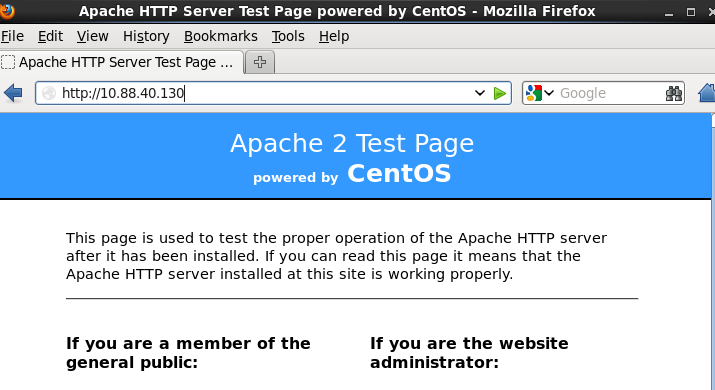 Apache HTTP Server Test Page powered by CentOS - Mozilla Firefox
File Edit View History Bookmarks Tools Help
Apache HTTP Server Test Page ...
http://10.88.40.130
Google
Apache 2 Test Page
powered by CentOS
This page is used to test the proper operation of the Apache HTTP server
after it has been installed. If you can read this page it means that the
Apache HTTP server installed at this site is working properly.
If you are a member of the
general public:
If you are the website
administrator: